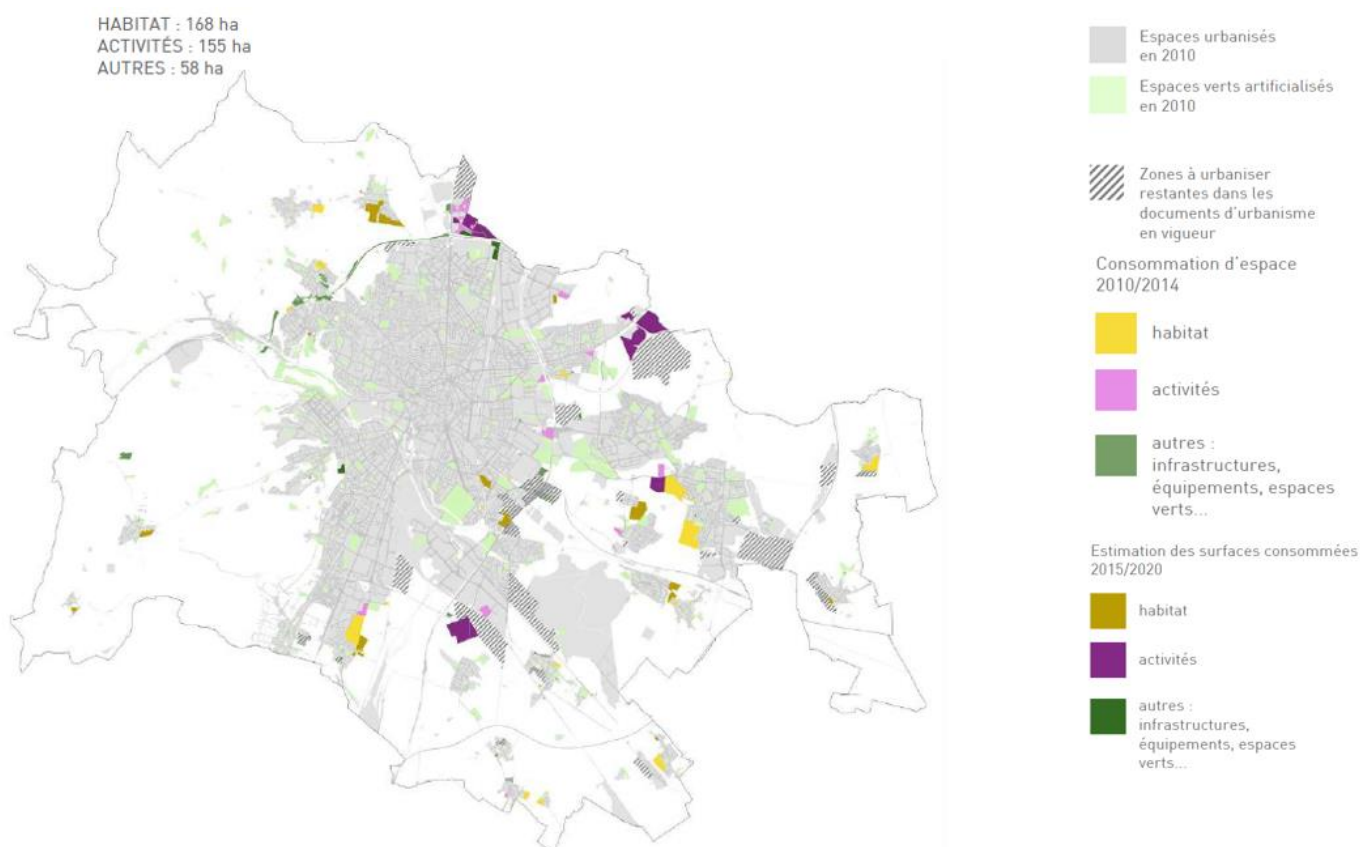 HABITAT : 168 ha
ACTIVITÉS : 155 ha
AUTRES : 58 ha
Espaces urbanisés
en 2010
Espaces verts artificialisés
en 2010
Zones à urbaniser
restantes dans les
documents d'urbanisme
en vigueur
Consommation d'espace
2010/2014
habitat
activités
autres :
infrastructures,
équipements, espaces
verts...
Estimation des surfaces consommées
2015/2020
habitat
activités
autres :
infrastructures,
équipements, espaces
verts...